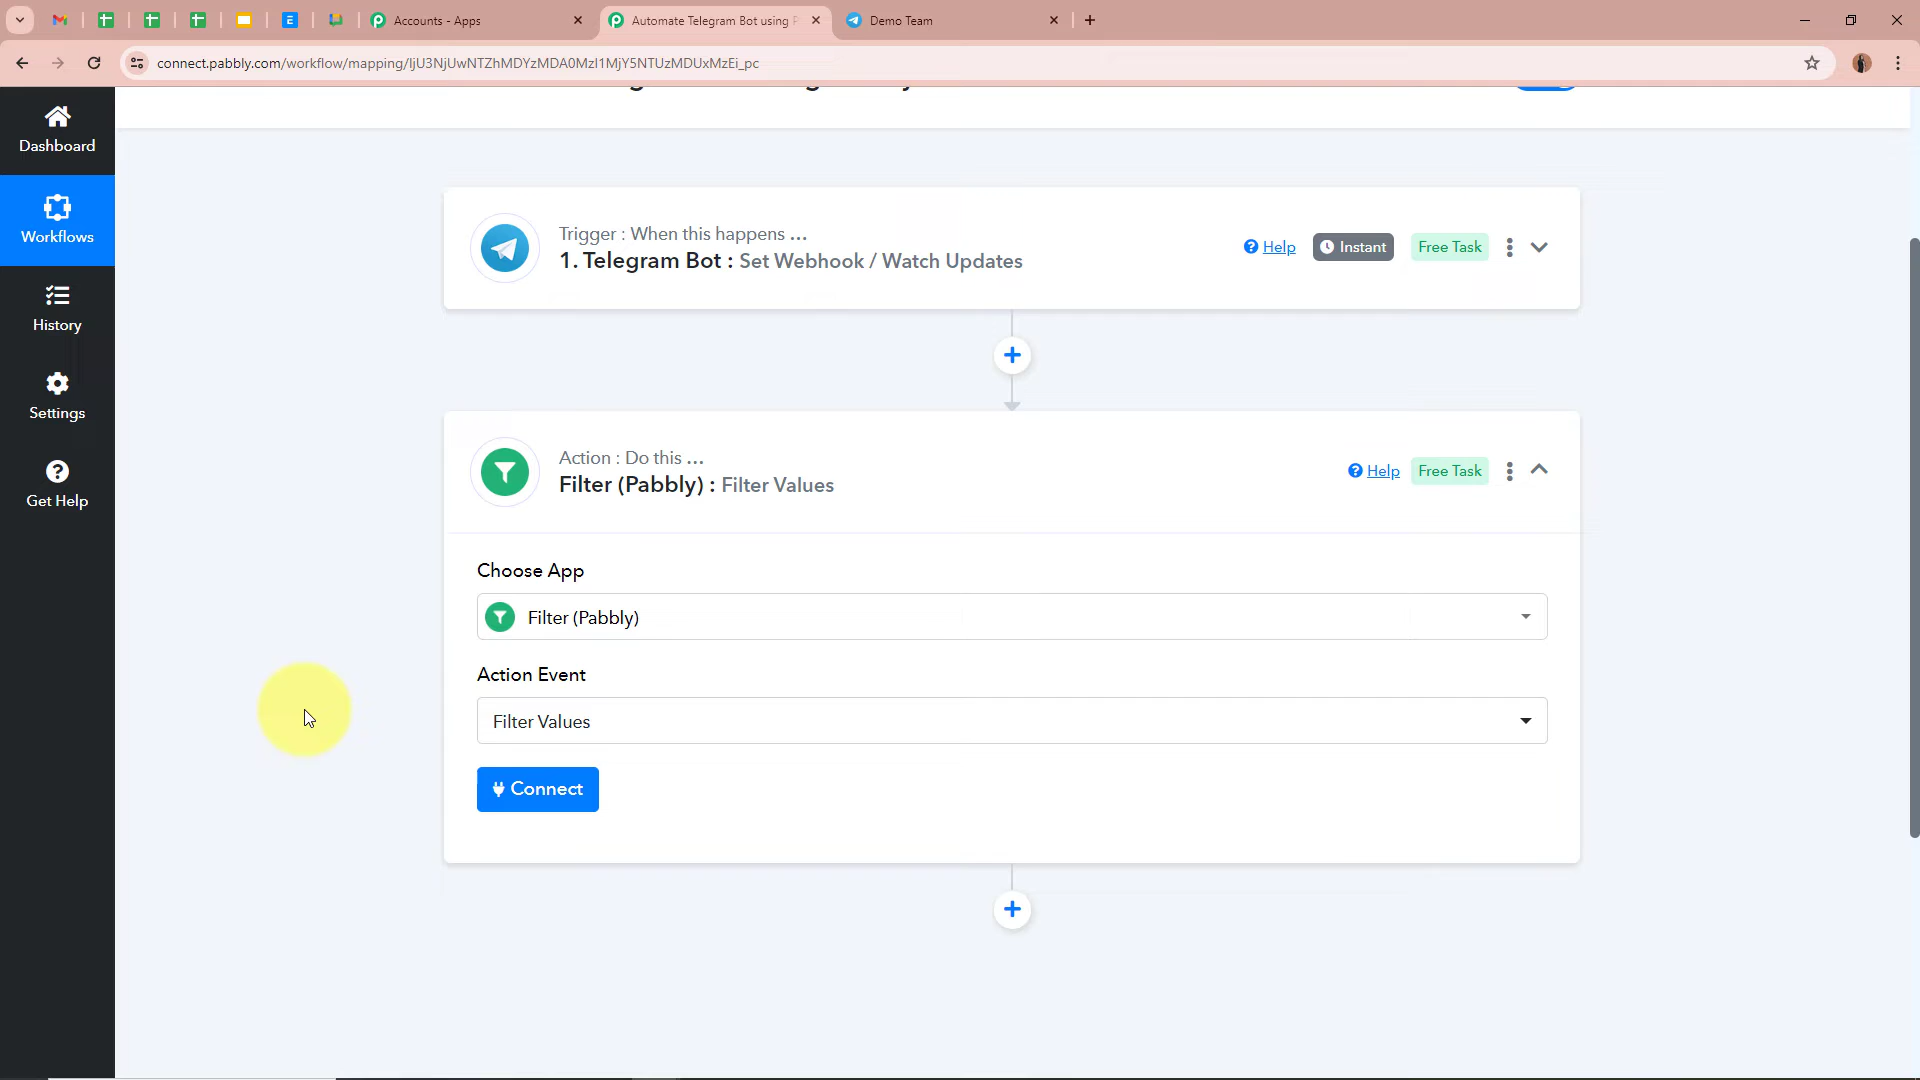 Accounts - Apps
Automate Telegram Bot using P
Demo Team
connect.pabbly.com/workflow/mapping/IjU3NjUwNTZhMDYzMDA0MzI1MjY5NTUzMDUxMzEi_pc
Dashboard
Workflows
History
Settings
Get Help
Trigger : When this happens ...
1. Telegram Bot : Set Webhook / Watch Updates
Help
Instant
Free Task
Action : Do this ...
Filter (Pabbly) : Filter Values
Help
Free Task
Choose App
Filter (Pabbly)
Action Event
Filter Values
Connect